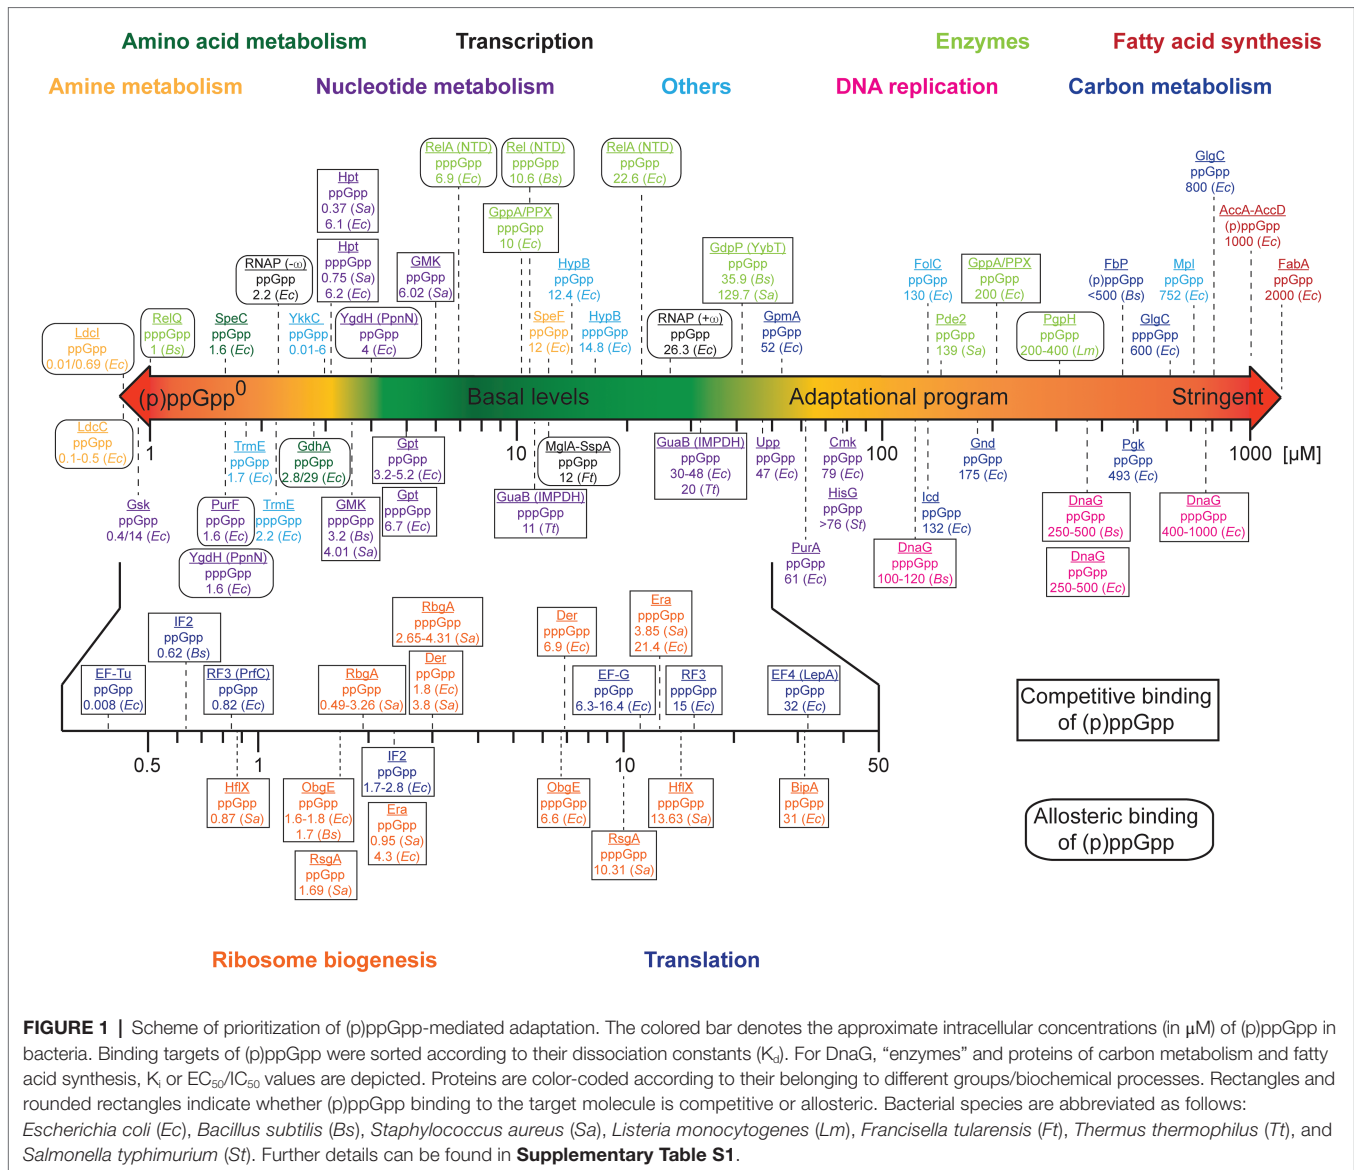 Amino acid metabolism
Transcription
Enzymes
Fatty acid synthesis
Amine metabolism
Nucleotide metabolism
Others
DNA replication
Carbon metabolism
LdcI
ppGpp
0.01/0.69 (Ec)
RelQ
pppGpp
1 (Bs)
SpeC
ppGpp
1.6 (Ec)
RNAP (-ω)
ppGpp
2.2 (Ec)
YkkC
ppGpp
0.01-6
Hpt
ppGpp
0.37 (Sa)
6.1 (Ec)
Hpt
pppGpp
0.75 (Sa)
6.2 (Ec)
YgdH (PpnN)
ppGpp
4 (Ec)
GMK
ppGpp
6.02 (Sa)
RelA (NTD)
pppGpp
6.9 (Ec)
Rel (NTD)
pppGpp
10.6 (Bs)
GppA/PPX
pppGpp
10 (Ec)
SpeF
ppGpp
12 (Ec)
HypB
ppGpp
12.4 (Ec)
HypB
pppGpp
14.8 (Ec)
RelA (NTD)
ppGpp
22.6 (Ec)
RNAP (+ω)
ppGpp
26.3 (Ec)
GdpP (YybT)
ppGpp
35.9 (Bs)
129.7 (Sa)
GpmA
ppGpp
52 (Ec)
FolC
ppGpp
130 (Ec)
Pde2
ppGpp
139 (Sa)
GppA/PPX
ppGpp
200 (Ec)
PgpH
ppGpp
200-400 (Lm)
FbP
(p)ppGpp
<500 (Bs)
GlgC
pppGpp
600 (Ec)
Mpl
ppGpp
752 (Ec)
GlgC
ppGpp
800 (Ec)
AccA-AccD
(p)ppGpp
1000 (Ec)
FabA
ppGpp
2000 (Ec)
(p)ppGpp0
Basal levels
Adaptational program
Stringent
1
10
100
1000 [μM]
LdcC
ppGpp
0.1-0.5 (Ec)
Gsk
ppGpp
0.4/14 (Ec)
TrmE
ppGpp
1.7 (Ec)
PurF
ppGpp
1.6 (Ec)
YgdH (PpnN)
pppGpp
1.6 (Ec)
TrmE
pppGpp
2.2 (Ec)
GdhA
ppGpp
2.8/29 (Ec)
GMK
pppGpp
3.2 (Bs)
4.01 (Sa)
Gpt
ppGpp
3.2-5.2 (Ec)
Gpt
pppGpp
6.7 (Ec)
GuaB (IMPDH)
pppGpp
11 (Tt)
MglA-SspA
ppGpp
12 (Ft)
GuaB (IMPDH)
ppGpp
30-48 (Ec)
20 (Tt)
Upp
ppGpp
47 (Ec)
PurA
ppGpp
61 (Ec)
Cmk
ppGpp
79 (Ec)
HisG
ppGpp
>76 (St)
DnaG
pppGpp
100-120 (Bs)
Icd
ppGpp
132 (Ec)
Gnd
ppGpp
175 (Ec)
DnaG
ppGpp
250-500 (Bs)
DnaG
ppGpp
250-500 (Ec)
Pgk
ppGpp
493 (Ec)
DnaG
pppGpp
400-1000 (Ec)
EF-Tu
ppGpp
0.008 (Ec)
IF2
ppGpp
0.62 (Bs)
RF3 (PrfC)
ppGpp
0.82 (Ec)
RbgA
ppGpp
0.49-3.26 (Sa)
RbgA
pppGpp
2.65-4.31 (Sa)
Der
ppGpp
1.8 (Ec)
3.8 (Sa)
Der
pppGpp
6.9 (Ec)
EF-G
ppGpp
6.3-16.4 (Ec)
Era
pppGpp
3.85 (Sa)
21.4 (Ec)
RF3
pppGpp
15 (Ec)
EF4 (LepA)
ppGpp
32 (Ec)
0.5
1
10
50
HflX
ppGpp
0.87 (Sa)
ObgE
ppGpp
1.6-1.8 (Ec)
1.7 (Bs)
RsgA
ppGpp
1.69 (Sa)
IF2
ppGpp
1.7-2.8 (Ec)
Era
ppGpp
0.95 (Sa)
4.3 (Ec)
ObgE
pppGpp
6.6 (Ec)
RsgA
pppGpp
10.31 (Sa)
HflX
pppGpp
13.63 (Sa)
BipA
ppGpp
31 (Ec)
Competitive binding
of (p)ppGpp
Allosteric binding
of (p)ppGpp
Ribosome biogenesis
Translation
FIGURE 1 | Scheme of prioritization of (p)ppGpp-mediated adaptation. The colored bar denotes the approximate intracellular concentrations (in μM) of (p)ppGpp in
bacteria. Binding targets of (p)ppGpp were sorted according to their dissociation constants (Kd). For DnaG, “enzymes” and proteins of carbon metabolism and fatty
acid synthesis, Ki or EC50/IC50 values are depicted. Proteins are color-coded according to their belonging to different groups/biochemical processes. Rectangles and
rounded rectangles indicate whether (p)ppGpp binding to the target molecule is competitive or allosteric. Bacterial species are abbreviated as follows:
Escherichia coli (Ec), Bacillus subtilis (Bs), Staphylococcus aureus (Sa), Listeria monocytogenes (Lm), Francisella tularensis (Ft), Thermus thermophilus (Tt), and
Salmonella typhimurium (St). Further details can be found in Supplementary Table S1.